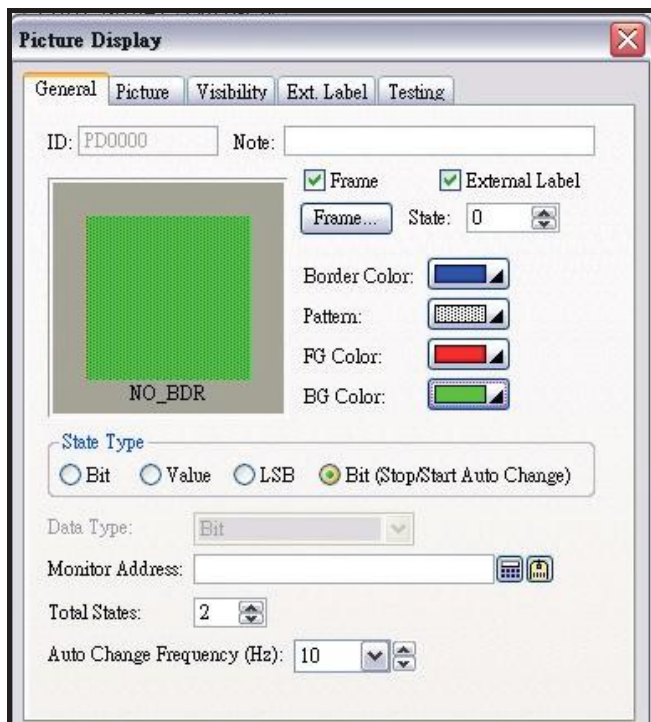 Picture Display
General Picture Visibility Ext. Label Testing
ID: PD0000 Note:
Frame External Label
Frame... State: 0
Border Color:
Pattern:
FG Color:
NO_BDR BG Color:
State Type
Bit Value LSB Bit (Stop/Start Auto Change)
Data Type: Bit
Monitor Address:
Total States: 2
Auto Change Frequency (Hz): 10